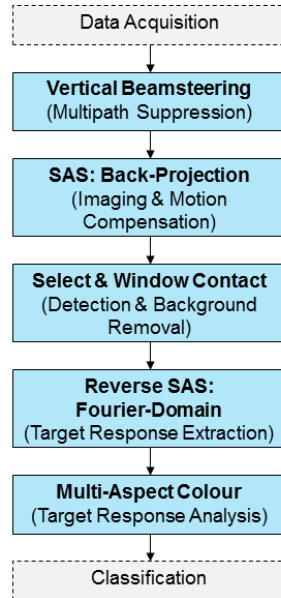 Data Acquisition
Vertical Beamsteering
(Multipath Suppression)
SAS: Back-Projection
(Imaging & Motion
Compensation)
Select & Window Contact
(Detection & Background
Removal)
Reverse SAS:
Fourier-Domain
(Target Response Extraction)
Multi-Aspect Colour
(Target Response Analysis)
Classification